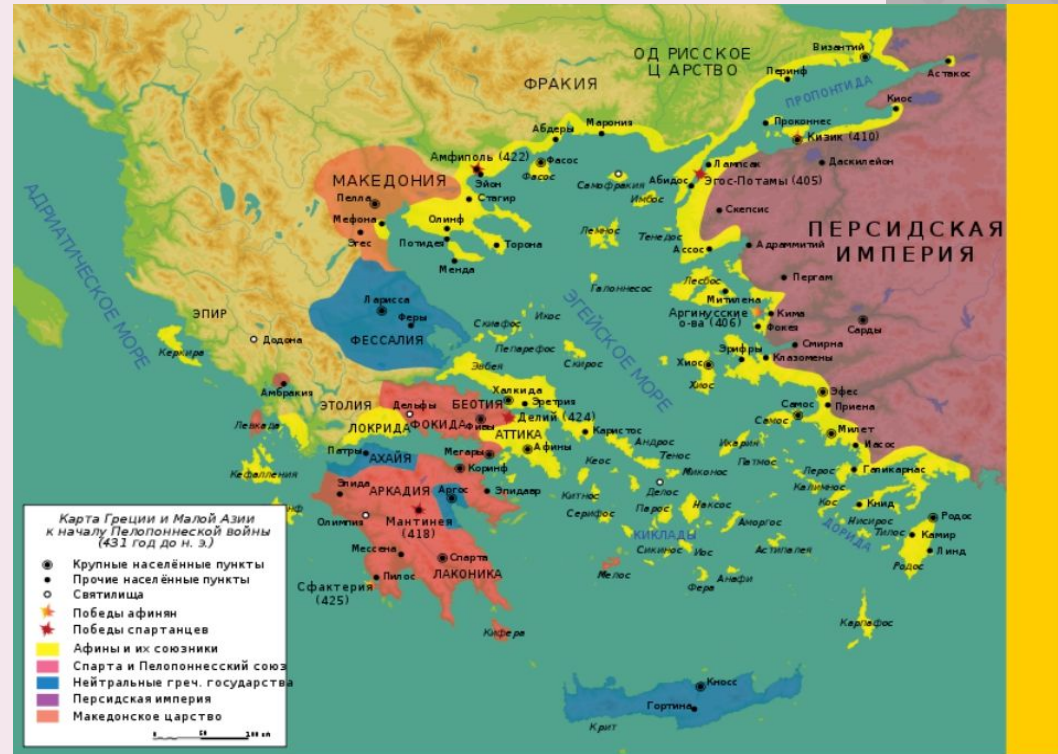 ОД РИССКОЕ
Ц АРСТВО
ФРАКИЯ
Византий
Перинф
Астакос
ПРОПОНТИДА
Киос
Проконнес
Кизик (410)
Даскилейон
Абдеры
Марония
Амфиполь (422)
Фасос
Фасос
Эйон
Самофракия
Имброс
Лампсак
Абидос
Эгос-Потамы (405)
МАКЕДОНИЯ
Пелла
Стагир
Мефона
Олинф
Эгес
Потидея
Торона
Менда
Лемнос
Тенедос
Скепсис
ПЕРСИДСКАЯ
ИМПЕРИЯ
Ассос
Адраммитий
АДРИАТИЧЕСКОЕ МОРЕ
ЭПИР
Додона
Керкира
Ларисса
Феры
ФЕССАЛИЯ
Галоннесос
ЭГЕЙСКОЕ МОРЕ
Лесбос
Митилена
Пергам
Аргинусские
о-ва (406)
Кима
Фокея
Сарды
Смирна
Скиафос
Икос
Пепарефос
Скирос
Эвбея
Эрифры
Клазомены
Хиос
Хиос
Амбракия
ЭТОЛИЯ
Левкада
Дельфы
БЕОТИЯ
ФОКИДА
Фивы
ЛОКРИДА
Халкида
Эретрия
Делий (424)
АТТИКА
Афины
Каристос
Эфес
Самос
Самос
Приена
Милет
Иасос
Патры
АХАЙЯ
Мегары
Коринф
Кефалления
Андрос
Кеос
Тенос
Миконос
Икария
Патмос
Лерос
Галикарнас
Калимнос
Элида
АРКАДИЯ
Аргос
Эпидавр
Олимпия
Мантинея
(418)
Китнос
Делос
Серифос
Парос
Наксос
Аморгос
Кос
Книд
Нисирос
Тилос
ДОРИДА
Родос
Камир
Линд
Родос
Мессена
Спарта
Пилос
ЛАКОНИКА
Сфактерия
(425)
Кифера
КИКЛАДЫ
Сикинос
Иос
Мелос
Фера
Анафи
Астипалея
Карпафос
Кносс
Гортина
Крит
Карта Греции и Малой Азии
к началу Пелопоннеской войны
(431 год до н. э.)
Крупные населённые пункты
Прочие населённые пункты
Святилища
Победы афинян
Победы спартанцев
Афины и их союзники
Спарта и Пелопоннесский союз
Нейтральные греч. государства
Персидская империя
Македонское царство